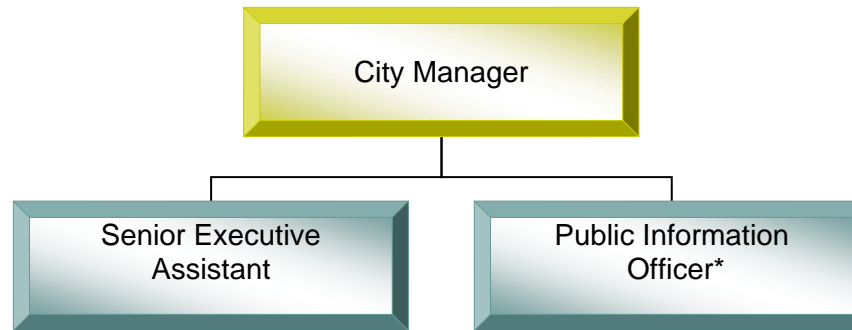 City Manager
Senior Executive
Assistant
Public Information
Officer*